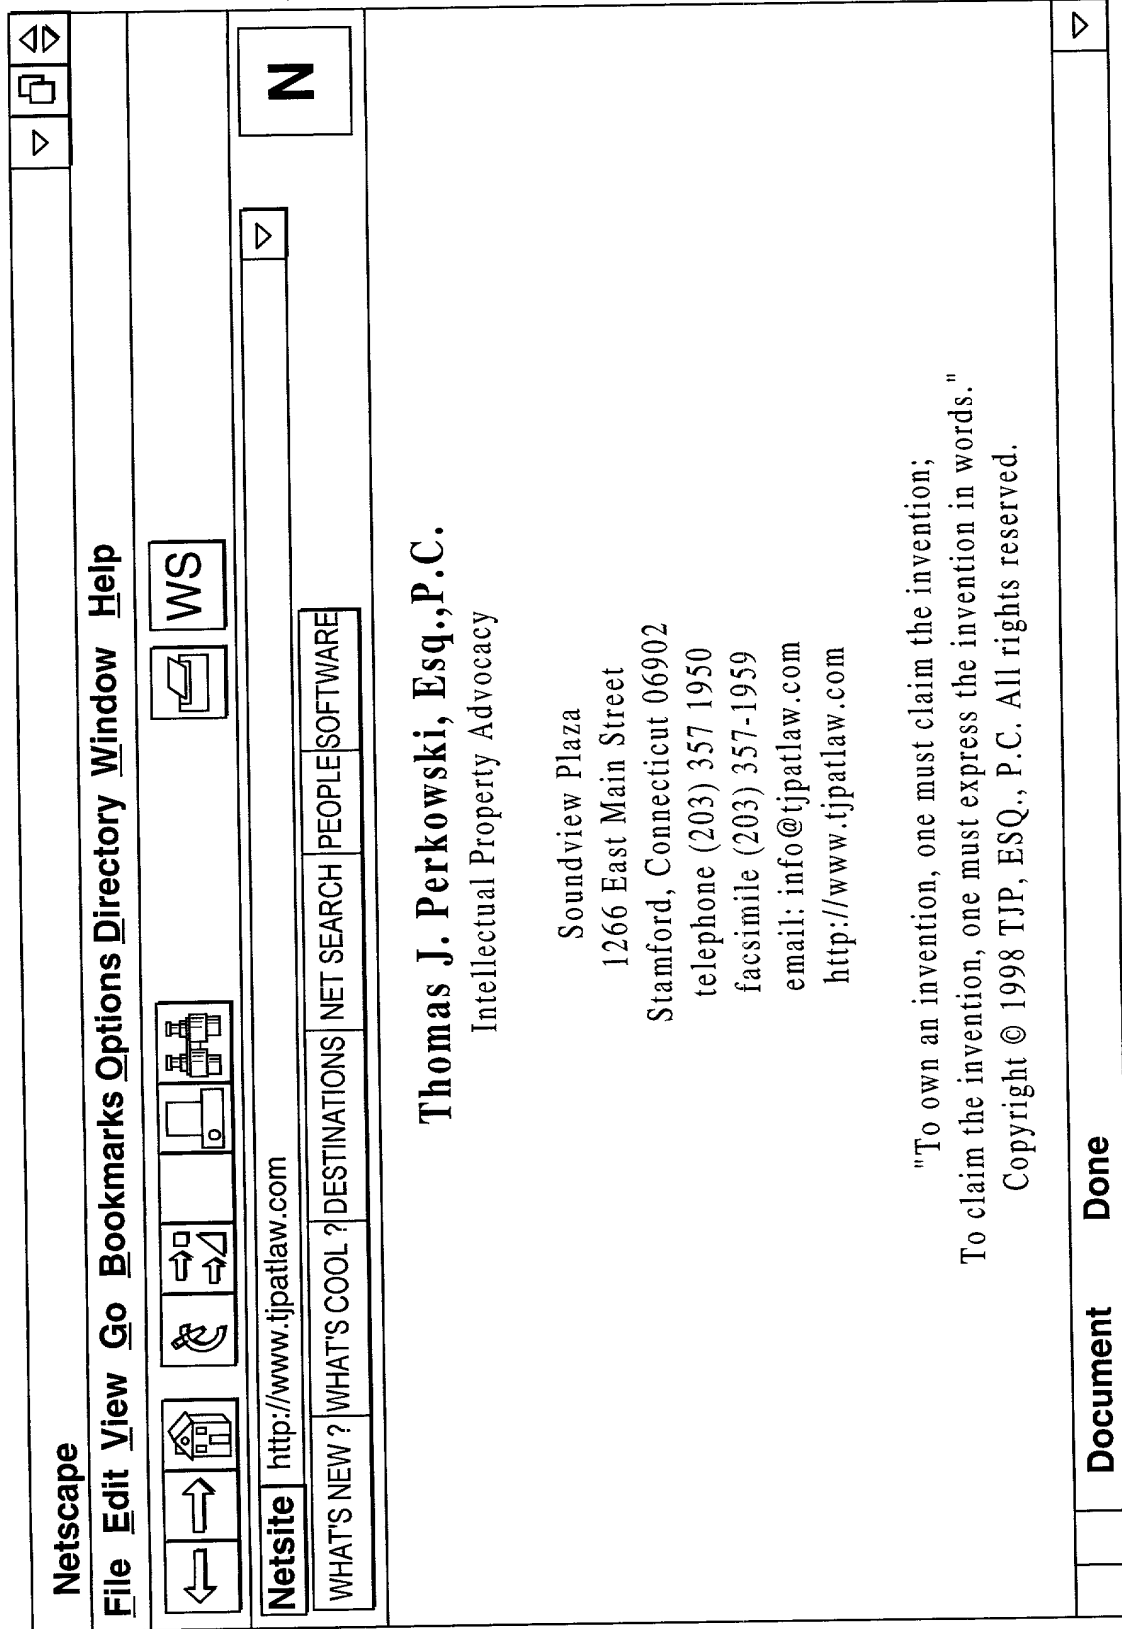 Netscape
File Edit View Go Bookmarks Options Directory Window Help
WS
Netsite http://www.tjpatlaw.com
N
WHAT'S NEW ? WHAT'S COOL ? DESTINATIONS NET SEARCH PEOPLE SOFTWARE
Thomas J. Perkowski, Esq.,P.C.
Intellectual Property Advocacy
Soundview Plaza
1266 East Main Street
Stamford, Connecticut 06902
telephone (203) 357 1950
facsimile (203) 357-1959
email: info@tjpatlaw.com
http://www.tjpatlaw.com
"To own an invention, one must claim the invention;
To claim the invention, one must express the invention in words."
Copyright © 1998 TJP, ESQ., P.C. All rights reserved.
Document Done